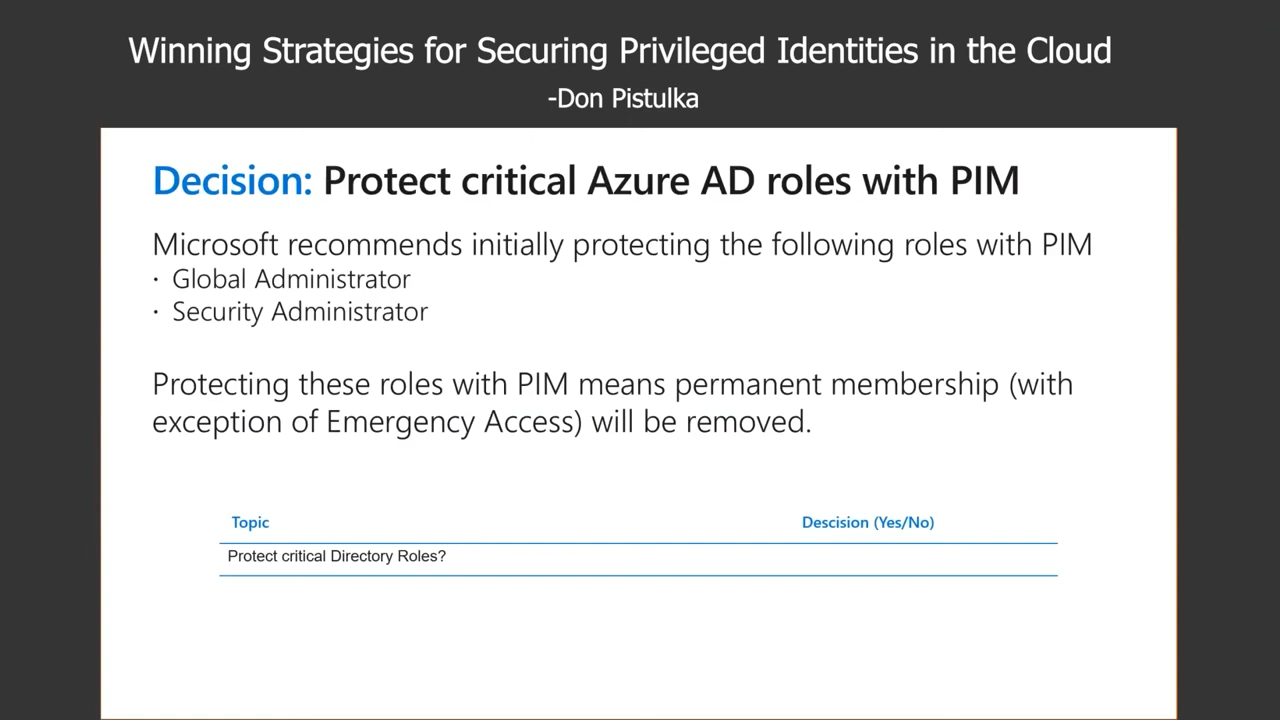 Winning Strategies for Securing Privileged Identities in the Cloud
-Don Pistulka
Decision: Protect critical Azure AD roles with PIM
Microsoft recommends initially protecting the following roles with PIM
· Global Administrator
· Security Administrator
Protecting these roles with PIM means permanent membership (with
exception of Emergency Access) will be removed.
Topic Descision (Yes/No)
Protect critical Directory Roles?